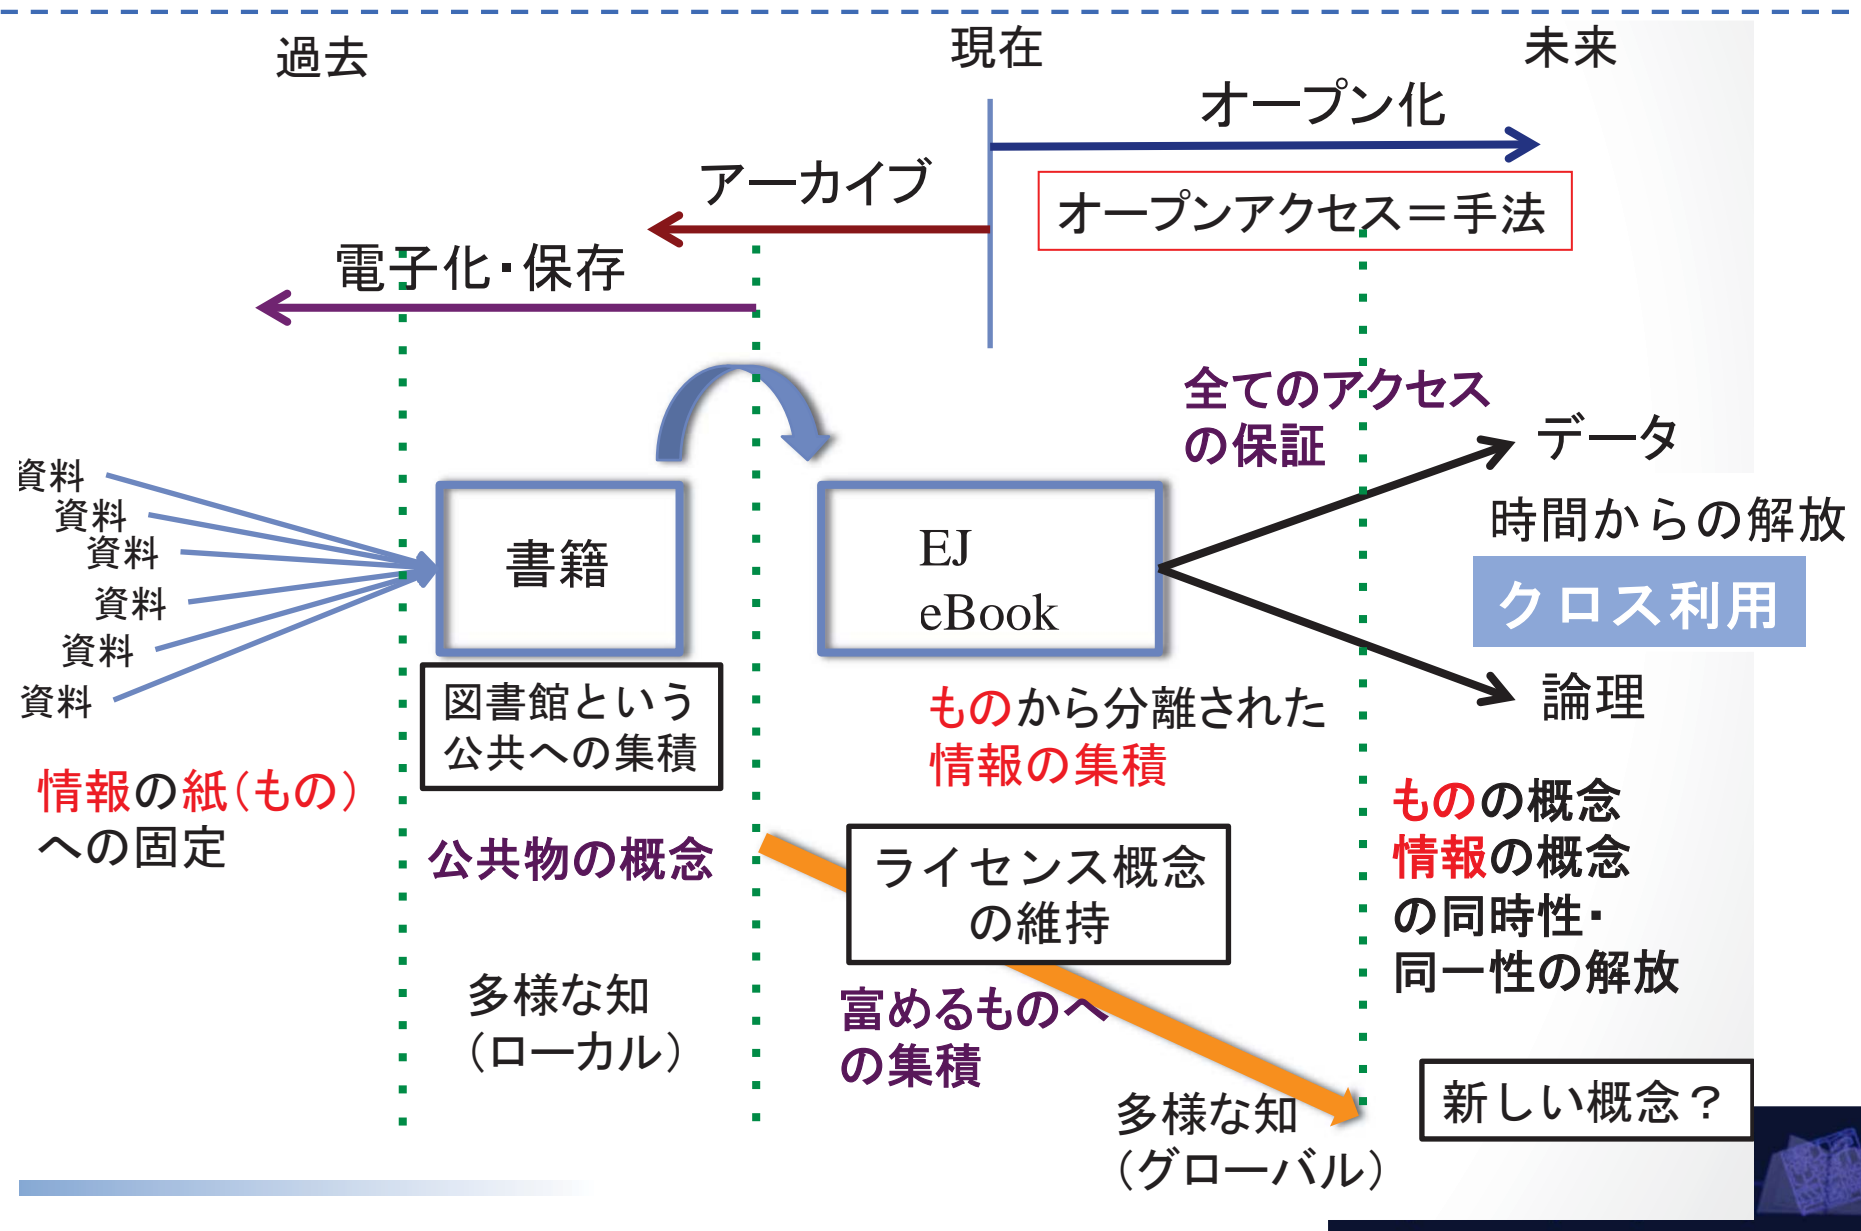 過去
現在
未来
オープン化
アーカイブ
オープンアクセス＝手法
電子化・保存
全てのアクセス
の保証
データ
資料
資料
資料
資料
資料
資料
書籍
EJ
eBook
時間からの解放
クロス利用
論理
図書館という
公共への集積
ものから分離された
情報の集積
情報の紙（もの）
への固定
公共物の概念
ライセンス概念
の維持
ものの概念
情報の概念
の同時性・
同一性の解放
多様な知
（ローカル）
富めるものへ
の集積
多様な知
（グローバル）
新しい概念？